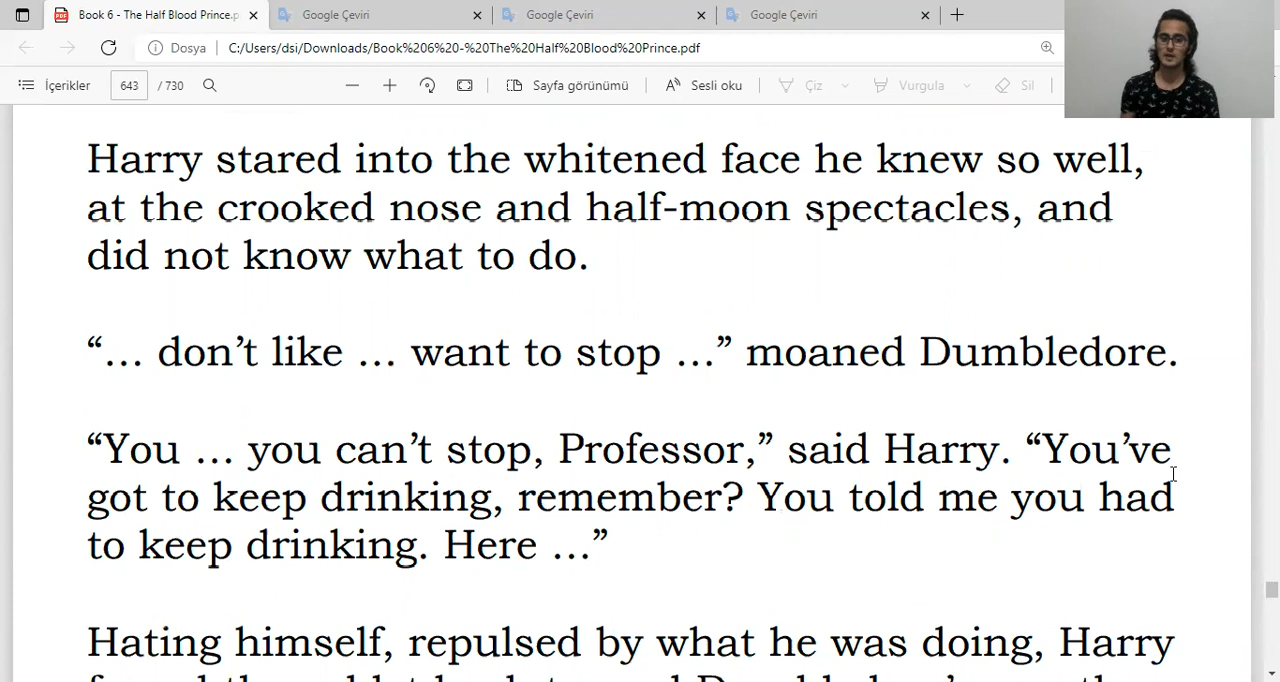 Book 6 - The Half Blood Prince.p
Google Çeviri
Google Çeviri
Google Çeviri
Dosya
C:/Users/dsi/Downloads/Book%206%20-%20The%20Half%20Blood%20Prince.pdf
İçerikler
643
/ 730
Sayfa görünümü
Sesli oku
Çiz
Vurgula
Sil
Harry stared into the whitened face he knew so well,
at the crooked nose and half-moon spectacles, and
did not know what to do.
“… don’t like … want to stop …” moaned Dumbledore.
“You … you can’t stop, Professor,” said Harry. “You’ve
got to keep drinking, remember? You told me you had
to keep drinking. Here …”
Hating himself, repulsed by what he was doing, Harry